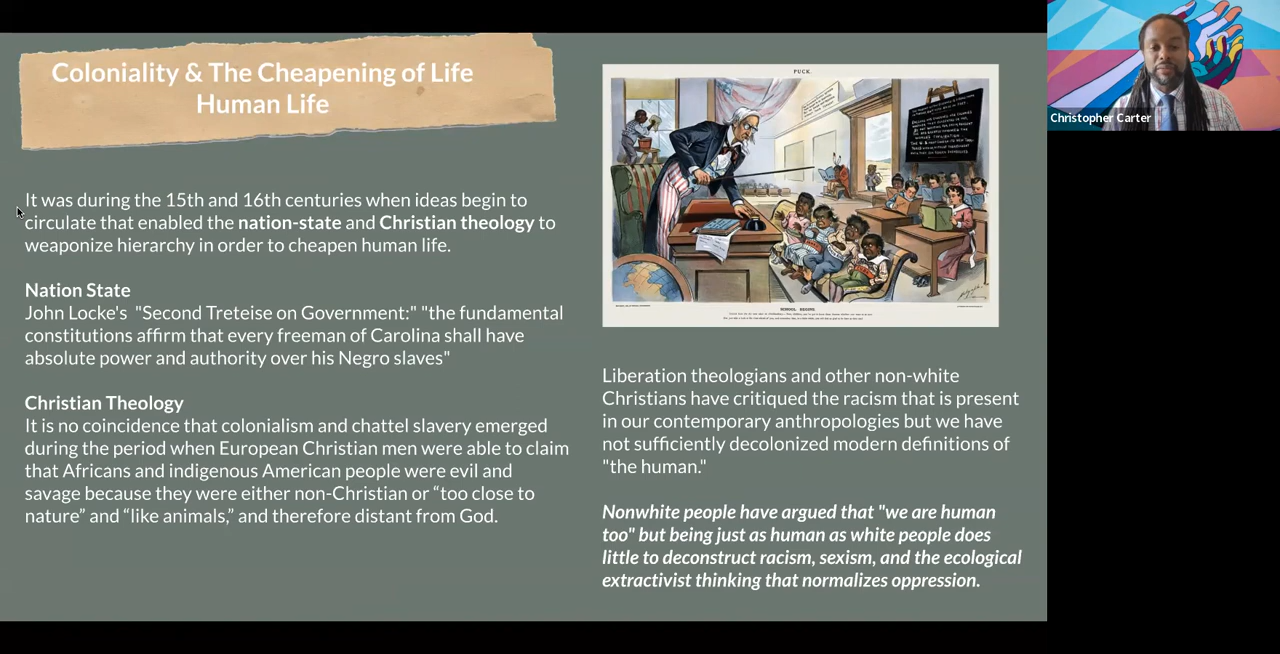 Coloniality & The Cheapening of Life
Human Life
It was during the 15th and 16th centuries when ideas begin to
circulate that enabled the nation-state and Christian theology to
weaponize hierarchy in order to cheapen human life.
Nation State
John Locke's "Second Treteise on Government:" "the fundamental
constitutions affirm that every freeman of Carolina shall have
absolute power and authority over his Negro slaves"
Christian Theology
It is no coincidence that colonialism and chattel slavery emerged
during the period when European Christian men were able to claim
that Africans and indigenous American people were evil and
savage because they were either non-Christian or “too close to
nature” and “like animals,” and therefore distant from God.
PUCK.
SCHOOL BEGINS.
Liberation theologians and other non-white
Christians have critiqued the racism that is present
in our contemporary anthropologies but we have
not sufficiently decolonized modern definitions of
"the human."
Nonwhite people have argued that "we are human
too" but being just as human as white people does
little to deconstruct racism, sexism, and the ecological
extractivist thinking that normalizes oppression.
Christopher Carter